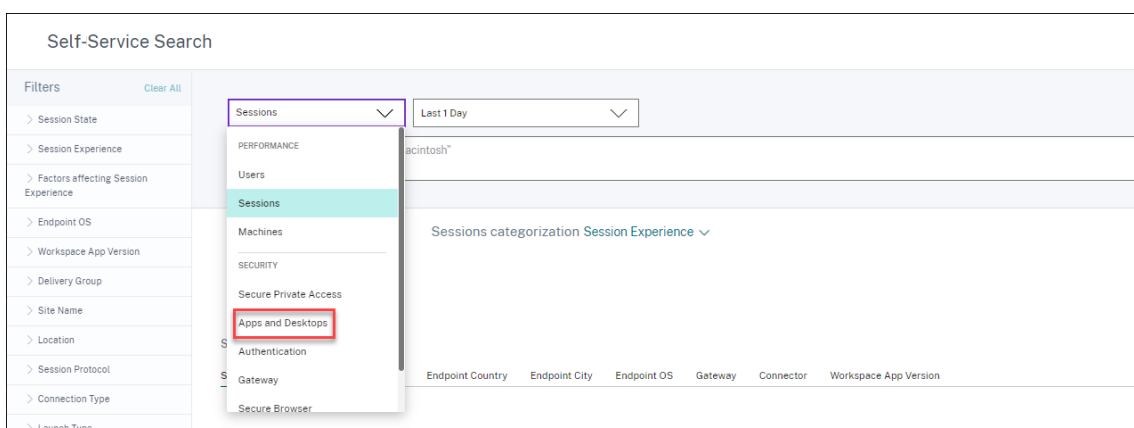 Self-Service Search
Filters
Clear All
Session State
Session Experience
Factors affecting Session
Experience
Endpoint OS
Workspace App Version
Delivery Group
Site Name
Location
Session Protocol
Connection Type
Launch Type
Sessions
Last 1 Day
acintosh"
PERFORMANCE
Users
Sessions
Machines
SECURITY
Secure Private Access
Apps and Desktops
Authentication
Gateway
Secure Browser
Sessions categorization Session Experience
S
S
Endpoint Country Endpoint City Endpoint OS Gateway Connector Workspace App Version